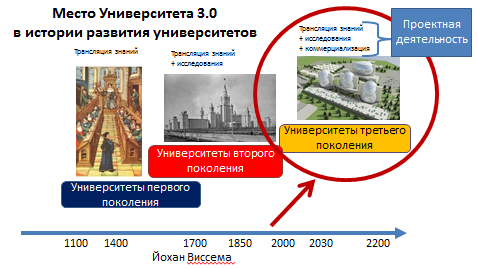 Место Университета 3.0
в истории развития университетов
Трансляция знаний
Трансляция знаний
+ исследования
Трансляция знаний
+ исследования
+ коммерциализация
Проектная
деятельность
Университеты первого
поколения
Университеты второго
поколения
Университеты третьего
поколения
1100 1400 1700 1850 2000 2030 2200
Йохан Виссема